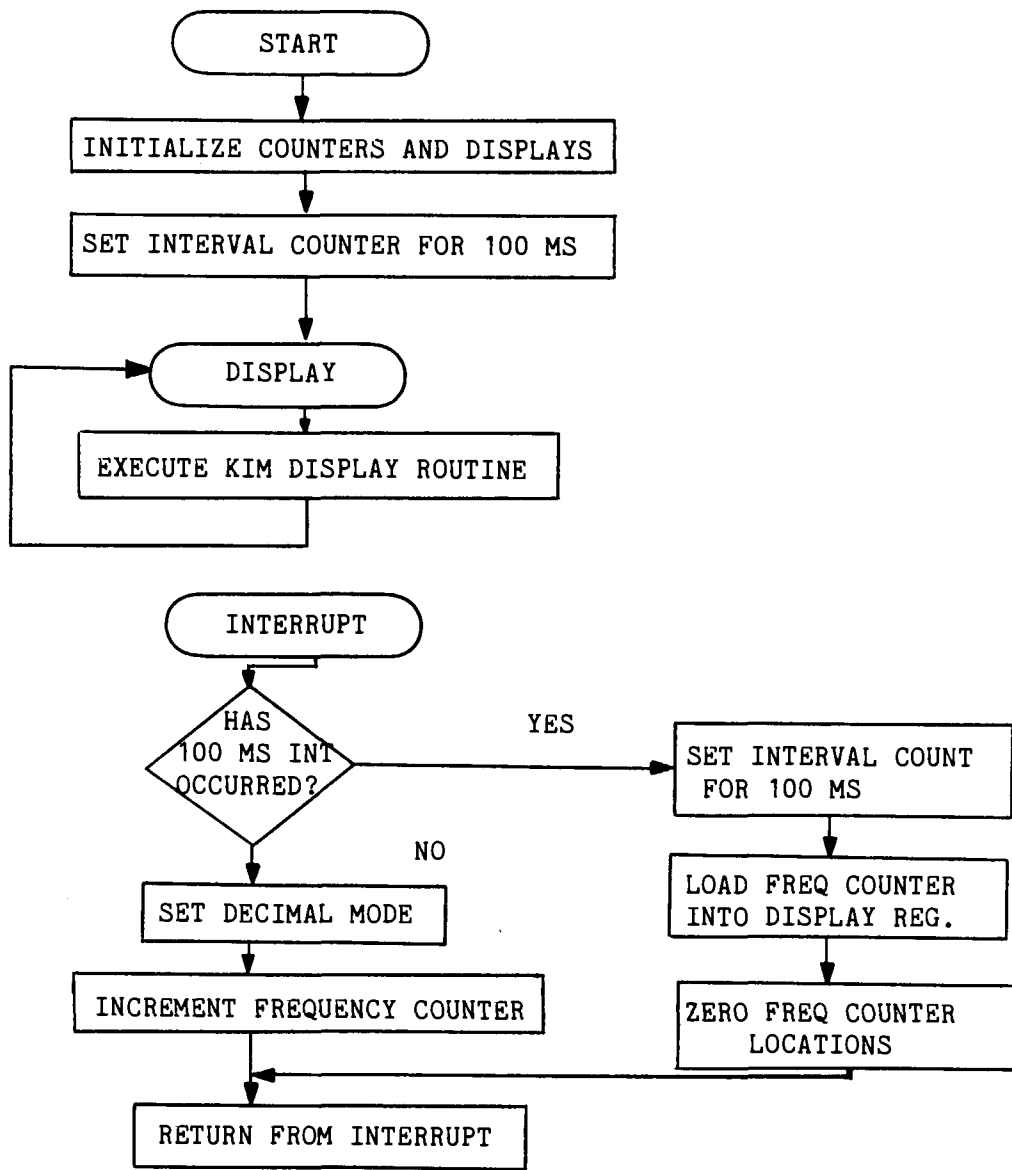 START
INITIALIZE COUNTERS AND DISPLAYS
SET INTERVAL COUNTER FOR 100 MS
DISPLAY
EXECUTE KIM DISPLAY ROUTINE
INTERRUPT
HAS
100 MS INT
OCCURRED?
YES
SET INTERVAL COUNT
FOR 100 MS
NO
LOAD FREQ COUNTER
INTO DISPLAY REG.
SET DECIMAL MODE
INCREMENT FREQUENCY COUNTER
ZERO FREQ COUNTER
LOCATIONS
RETURN FROM INTERRUPT